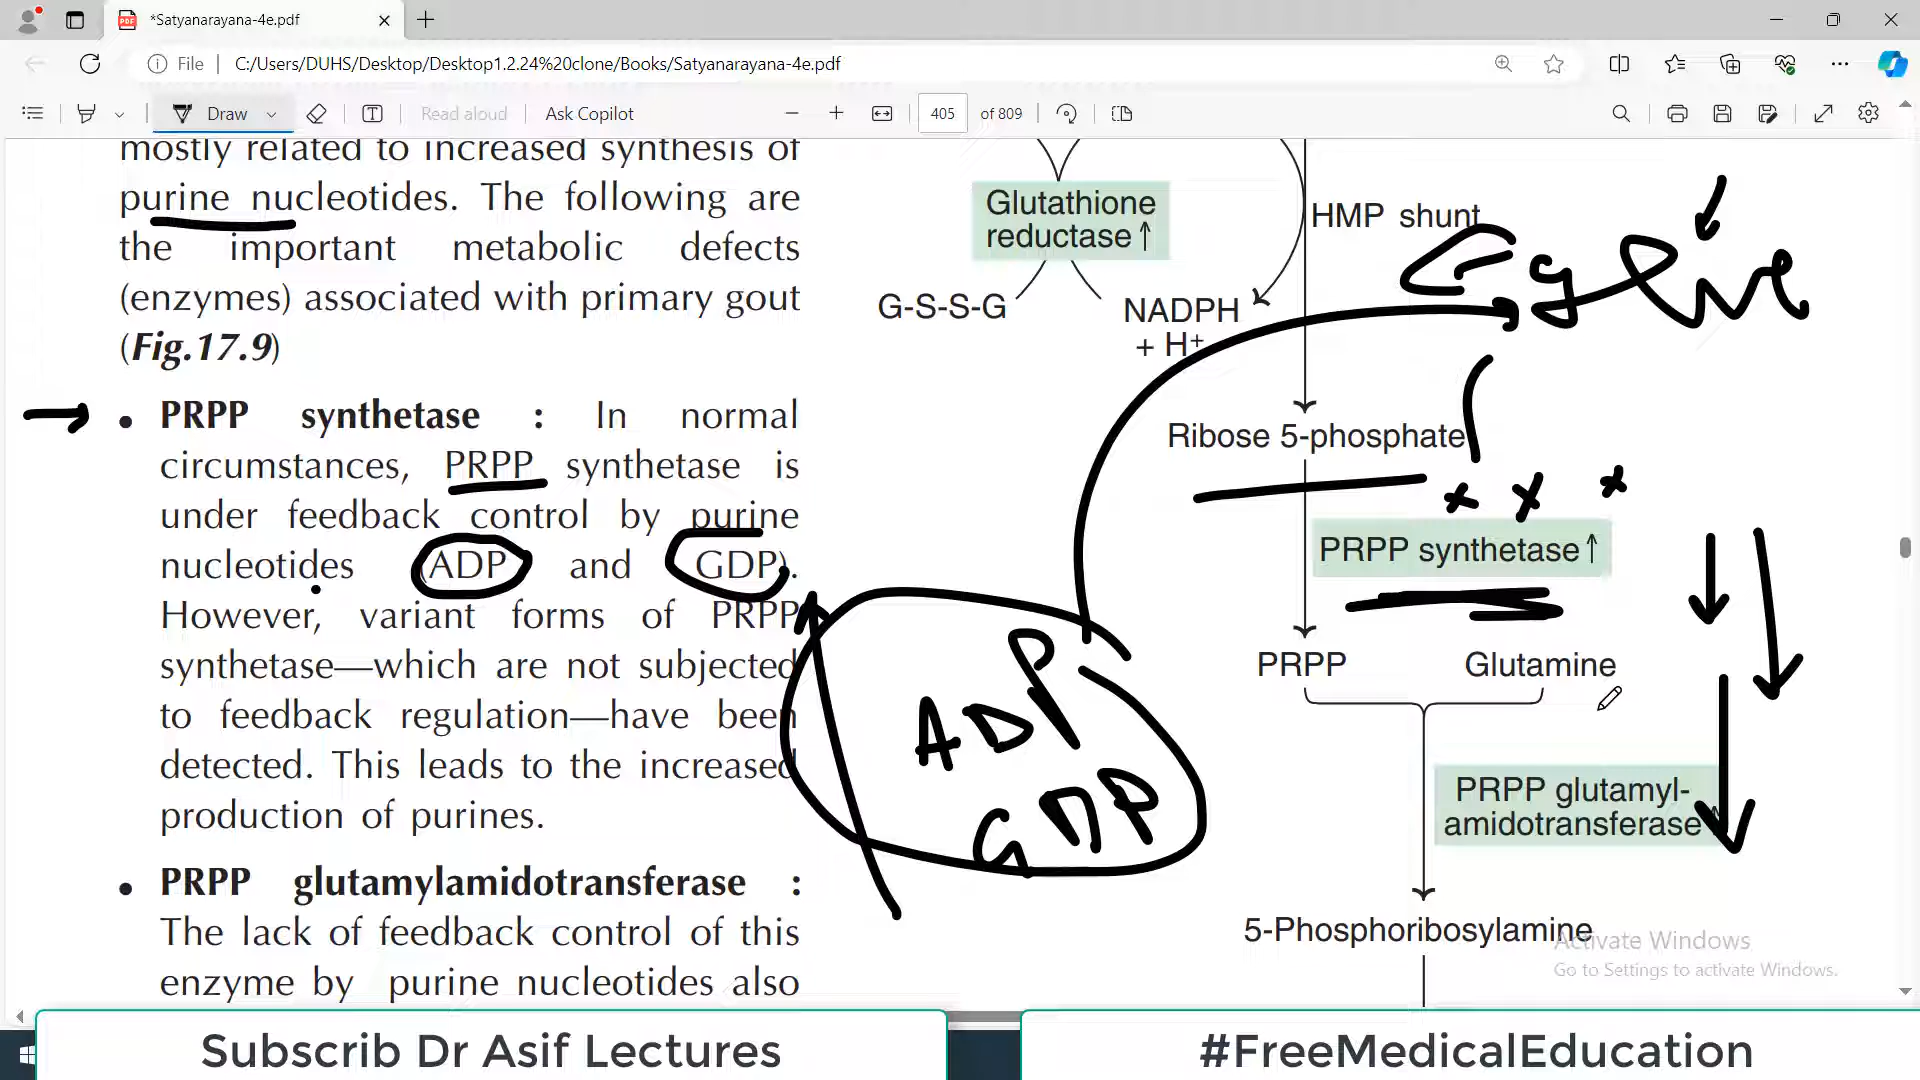 *Satyanarayana-4e.pdf
File
C:/Users/DUHS/Desktop/Desktop1.2.24%20clone/Books/Satyanarayana-4e.pdf
Draw
Read aloud
Ask Copilot
405 of 809
mostly related to increased synthesis of
purine nucleotides. The following are
the important metabolic defects
(enzymes) associated with primary gout
(Fig.17.9)
• PRPP synthetase : In normal
circumstances, PRPP synthetase is
under feedback control by purine
nucleotides (ADP and GDP).
However, variant forms of PRPP
synthetase—which are not subjected
to feedback regulation—have been
detected. This leads to the increased
production of purines.
• PRPP glutamylamidotransferase :
The lack of feedback control of this
enzyme by purine nucleotides also
Glutathione
reductase↑
HMP shunt
G-S-S-G
NADPH
+ H⁺
Ribose 5-phosphate
PRPP synthetase↑
PRPP
Glutamine
ADP
GDP
PRPP glutamyl-
amidotransferase
5-Phosphoribosylamine
Activate Windows
Go to Settings to activate Windows.
Subscrib Dr Asif Lectures
#FreeMedicalEducation